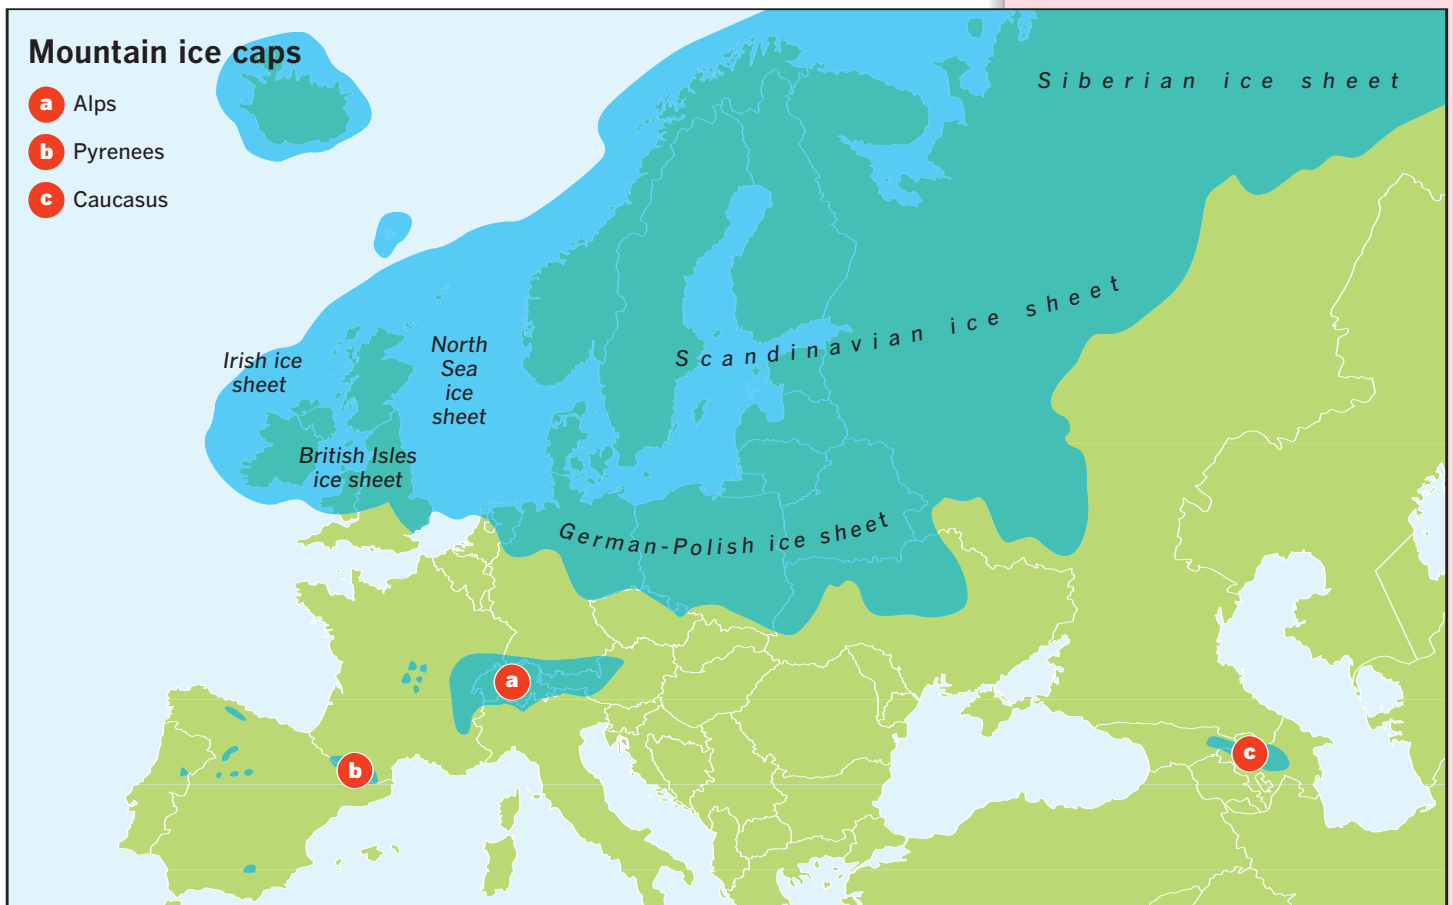 Mountain ice caps
a Alps
b Pyrenees
c Caucasus
Siberian ice sheet
Scandinavian ice sheet
North
Sea
ice
sheet
Irish ice
sheet
British Isles
ice sheet
German-Polish ice sheet
a
b
c